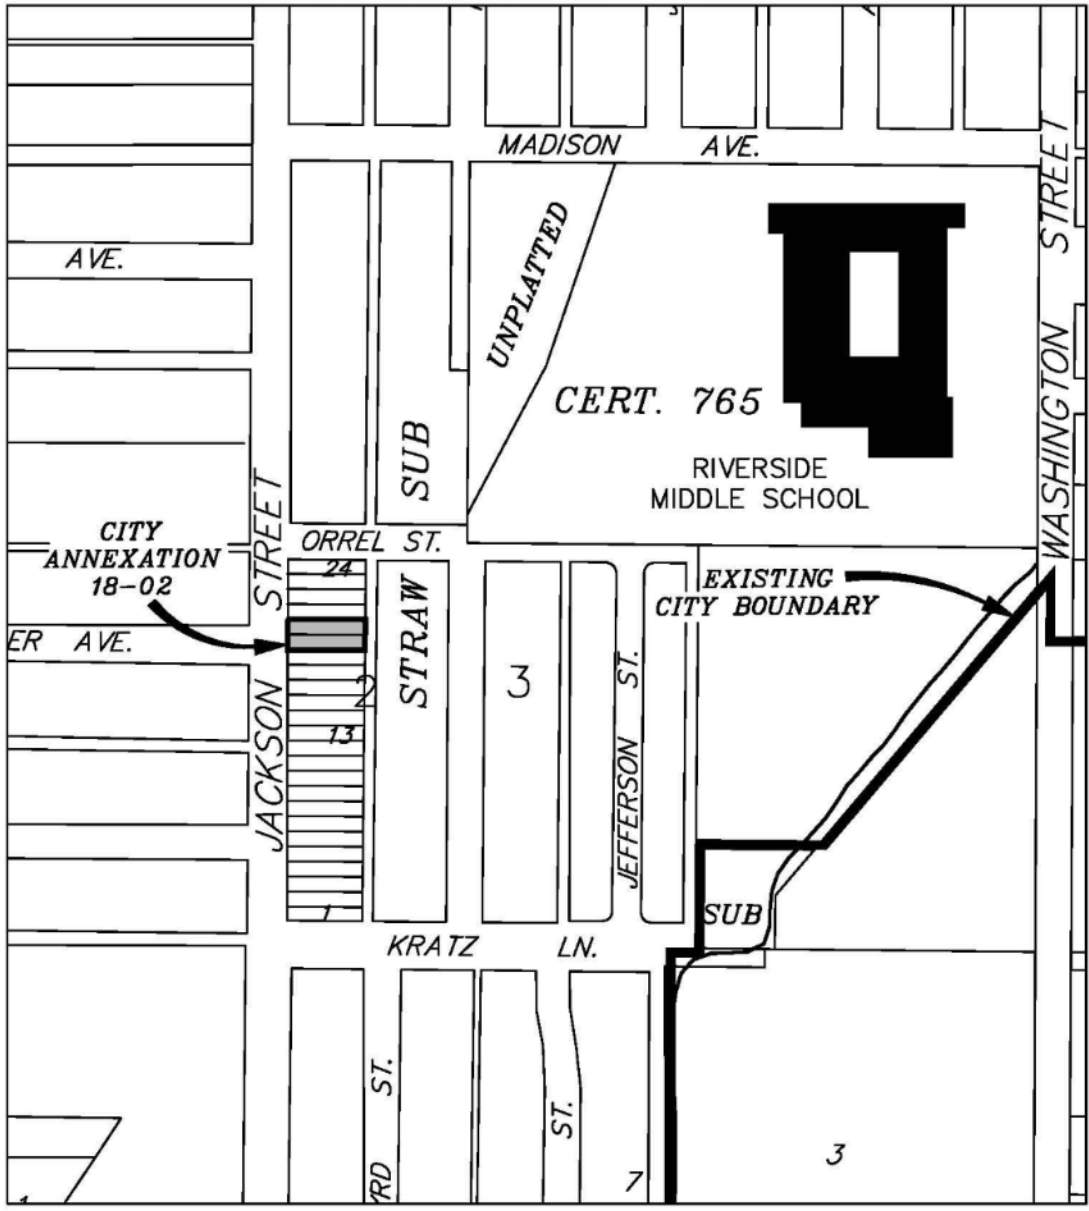 MADISON AVE.
STREET
AVE.
UNPLATTED
CERT. 765
WASHINGTON
SUB
RIVERSIDE
MIDDLE SCHOOL
STREET
CITY
ANNEXATION
18-02
ORREL ST.
24
EXISTING
CITY BOUNDARY
STRAW
ER AVE.
2
3
ST.
JACKSON
13
JEFFERSON
1
SUB
KRATZ LN.
ST.
ST.
3
7